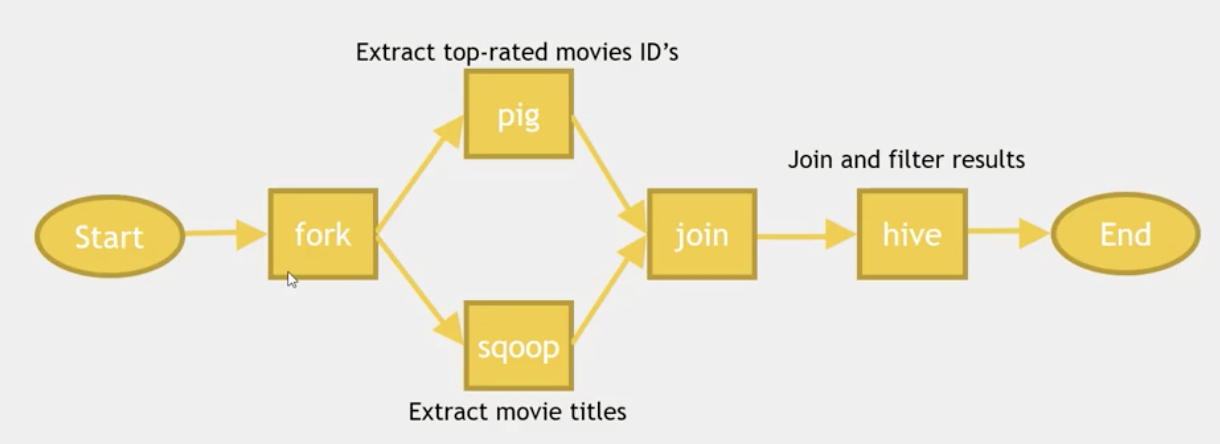 Extract top-rated movies ID’s
pig
Join and filter results
Start
fork
join
hive
End
sqoop
Extract movie titles